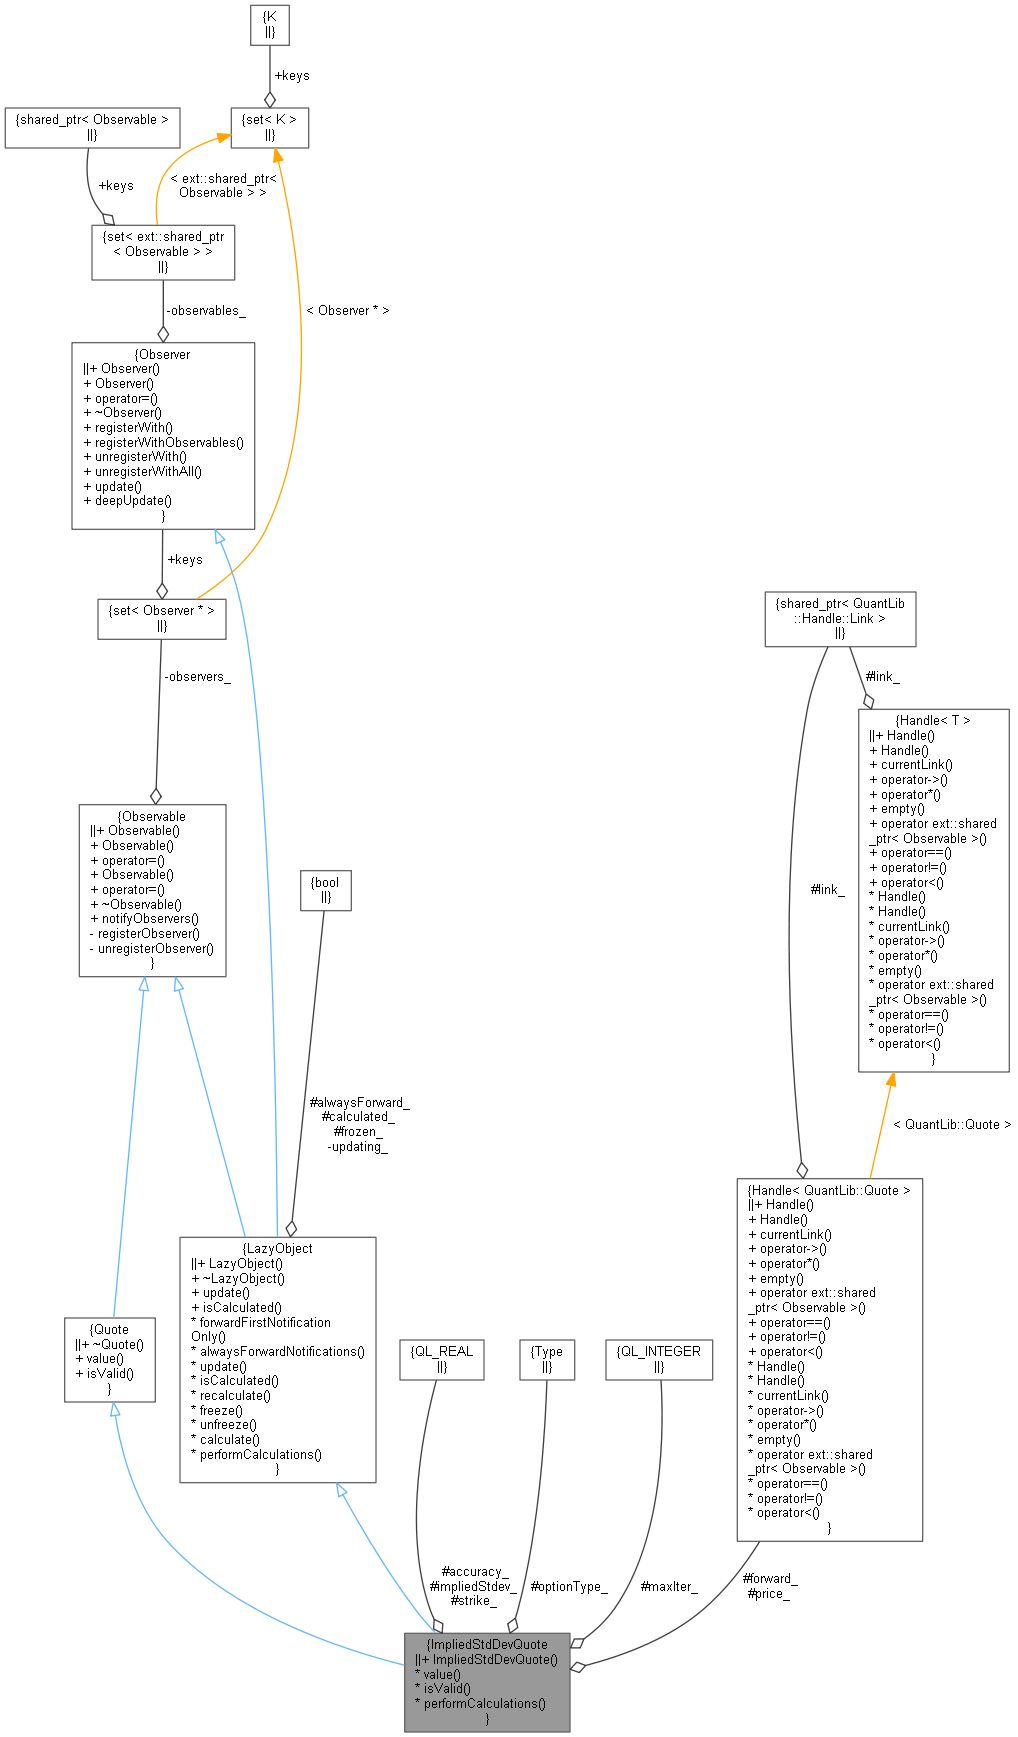 {K
||}
+keys
{shared_ptr< Observable >
||}
{set< K >
||}
+keys
< ext::shared_ptr<
Observable > >
{set< ext::shared_ptr
< Observable > >
||}
-observables_
< Observer * >
{Observer
||+ Observer()
+ Observer()
+ operator=()
+ ~Observer()
+ registerWith()
+ registerWithObservables()
+ unregisterWith()
+ unregisterWithAll()
+ update()
+ deepUpdate()
}
+keys
{set< Observer * >
||}
-observers_
{shared_ptr< QuantLib
::Handle::Link >
||}
#link_
{Handle< T >
||+ Handle()
+ Handle()
+ currentLink()
+ operator->()
+ operator*()
+ empty()
+ operator ext::shared
_ptr< Observable >()
+ operator==()
+ operator!=()
+ operator<()
* Handle()
* Handle()
* currentLink()
* operator->()
* operator*()
* empty()
* operator ext::shared
_ptr< Observable >()
* operator==()
* operator!=()
* operator<()
}
{Observable
||+ Observable()
+ Observable()
+ operator=()
+ Observable()
+ operator=()
+ ~Observable()
+ notifyObservers()
- registerObserver()
- unregisterObserver()
}
{bool
||}
#link_
#alwaysForward_
#calculated_
#frozen_
-updating_
< QuantLib::Quote >
{Handle< QuantLib::Quote >
||+ Handle()
+ Handle()
+ currentLink()
+ operator->()
+ operator*()
+ empty()
+ operator ext::shared
_ptr< Observable >()
+ operator==()
+ operator!=()
+ operator<()
* Handle()
* Handle()
* currentLink()
* operator->()
* operator*()
* empty()
* operator ext::shared
_ptr< Observable >()
* operator==()
* operator!=()
* operator<()
}
{LazyObject
||+ LazyObject()
+ ~LazyObject()
+ update()
+ isCalculated()
* forwardFirstNotification
Only()
* alwaysForwardNotifications()
* update()
* isCalculated()
* recalculate()
* freeze()
* unfreeze()
* calculate()
* performCalculations()
}
{Quote
||+ ~Quote()
+ value()
+ isValid()
}
{QL_REAL
||}
{Type
||}
{QL_INTEGER
||}
#accuracy_
#impliedStdev_
#strike_
#optionType_
#maxIter_
#forward_
#price_
{ImpliedStdDevQuote
||+ ImpliedStdDevQuote()
* value()
* isValid()
* performCalculations()
}